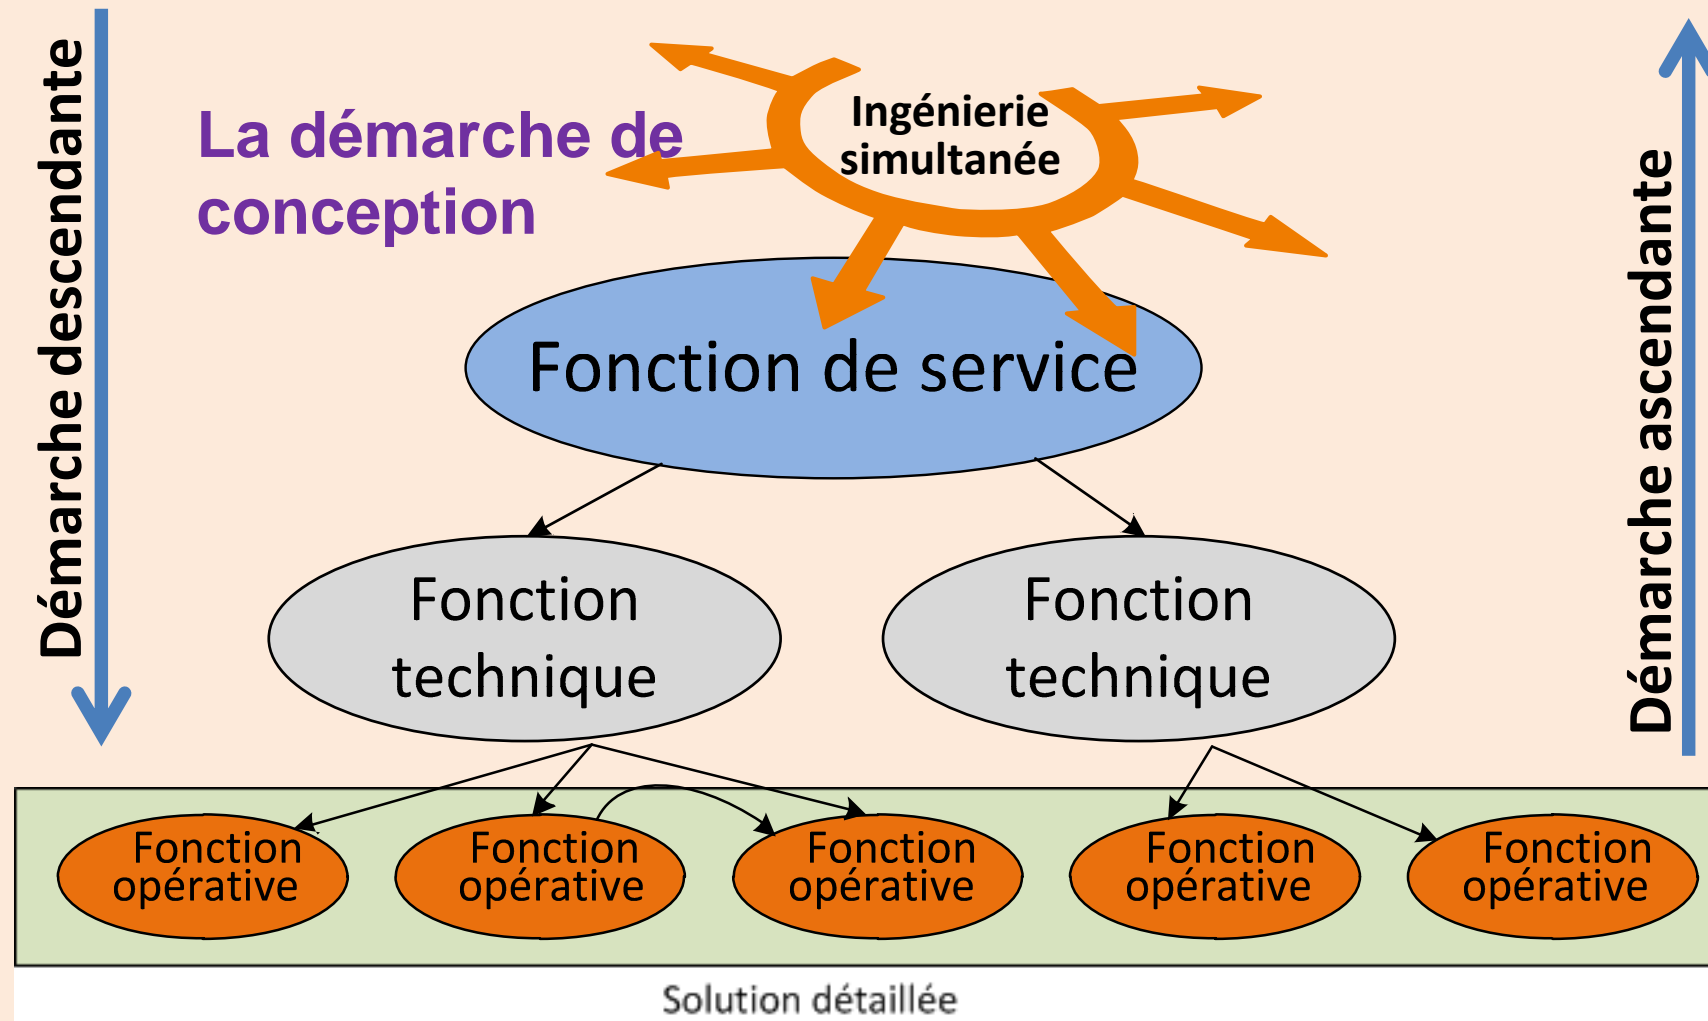 Démarche descendante
La démarche de
conception
Ingénierie
simultanée
Démarche ascendante
Fonction de service
Fonction
technique
Fonction
technique
Fonction
opérative
Fonction
opérative
Fonction
opérative
Fonction
opérative
Fonction
opérative
Solution détaillée